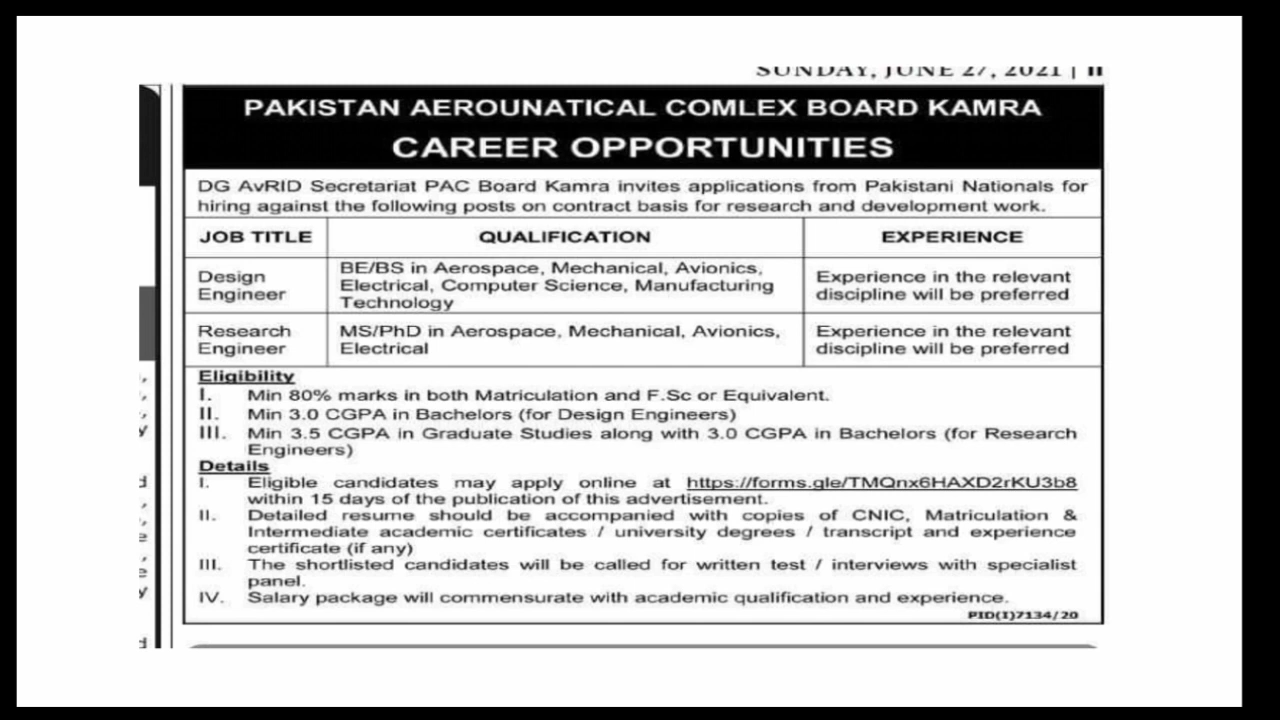 SUNDAY, JUNE 27, 2021 | II
PAKISTAN AEROUNATICAL COMLEX BOARD KAMRA
CAREER OPPORTUNITIES
DG AvRID Secretariat PAC Board Kamra invites applications from Pakistani Nationals for
hiring against the following posts on contract basis for research and development work.
JOB TITLE QUALIFICATION EXPERIENCE
Design
Engineer
BE/BS in Aerospace, Mechanical, Avionics,
Electrical, Computer Science, Manufacturing
Technology
Experience in the relevant
discipline will be preferred
Research
Engineer
MS/PhD in Aerospace, Mechanical, Avionics,
Electrical
Experience in the relevant
discipline will be preferred
Eligibility
I. Min 80% marks in both Matriculation and F.Sc or Equivalent.
II. Min 3.0 CGPA in Bachelors (for Design Engineers)
III. Min 3.5 CGPA in Graduate Studies along with 3.0 CGPA in Bachelors (for Research
Engineers)
Details
I. Eligible candidates may apply online at https://forms.gle/TMQnx6HAXD2rKU3b8
within 15 days of the publication of this advertisement.
II. Detailed resume should be accompanied with copies of CNIC, Matriculation &
Intermediate academic certificates / university degrees / transcript and experience
certificate (if any)
III. The shortlisted candidates will be called for written test / interviews with specialist
panel.
IV. Salary package will commensurate with academic qualification and experience.
PID(I)7134/20